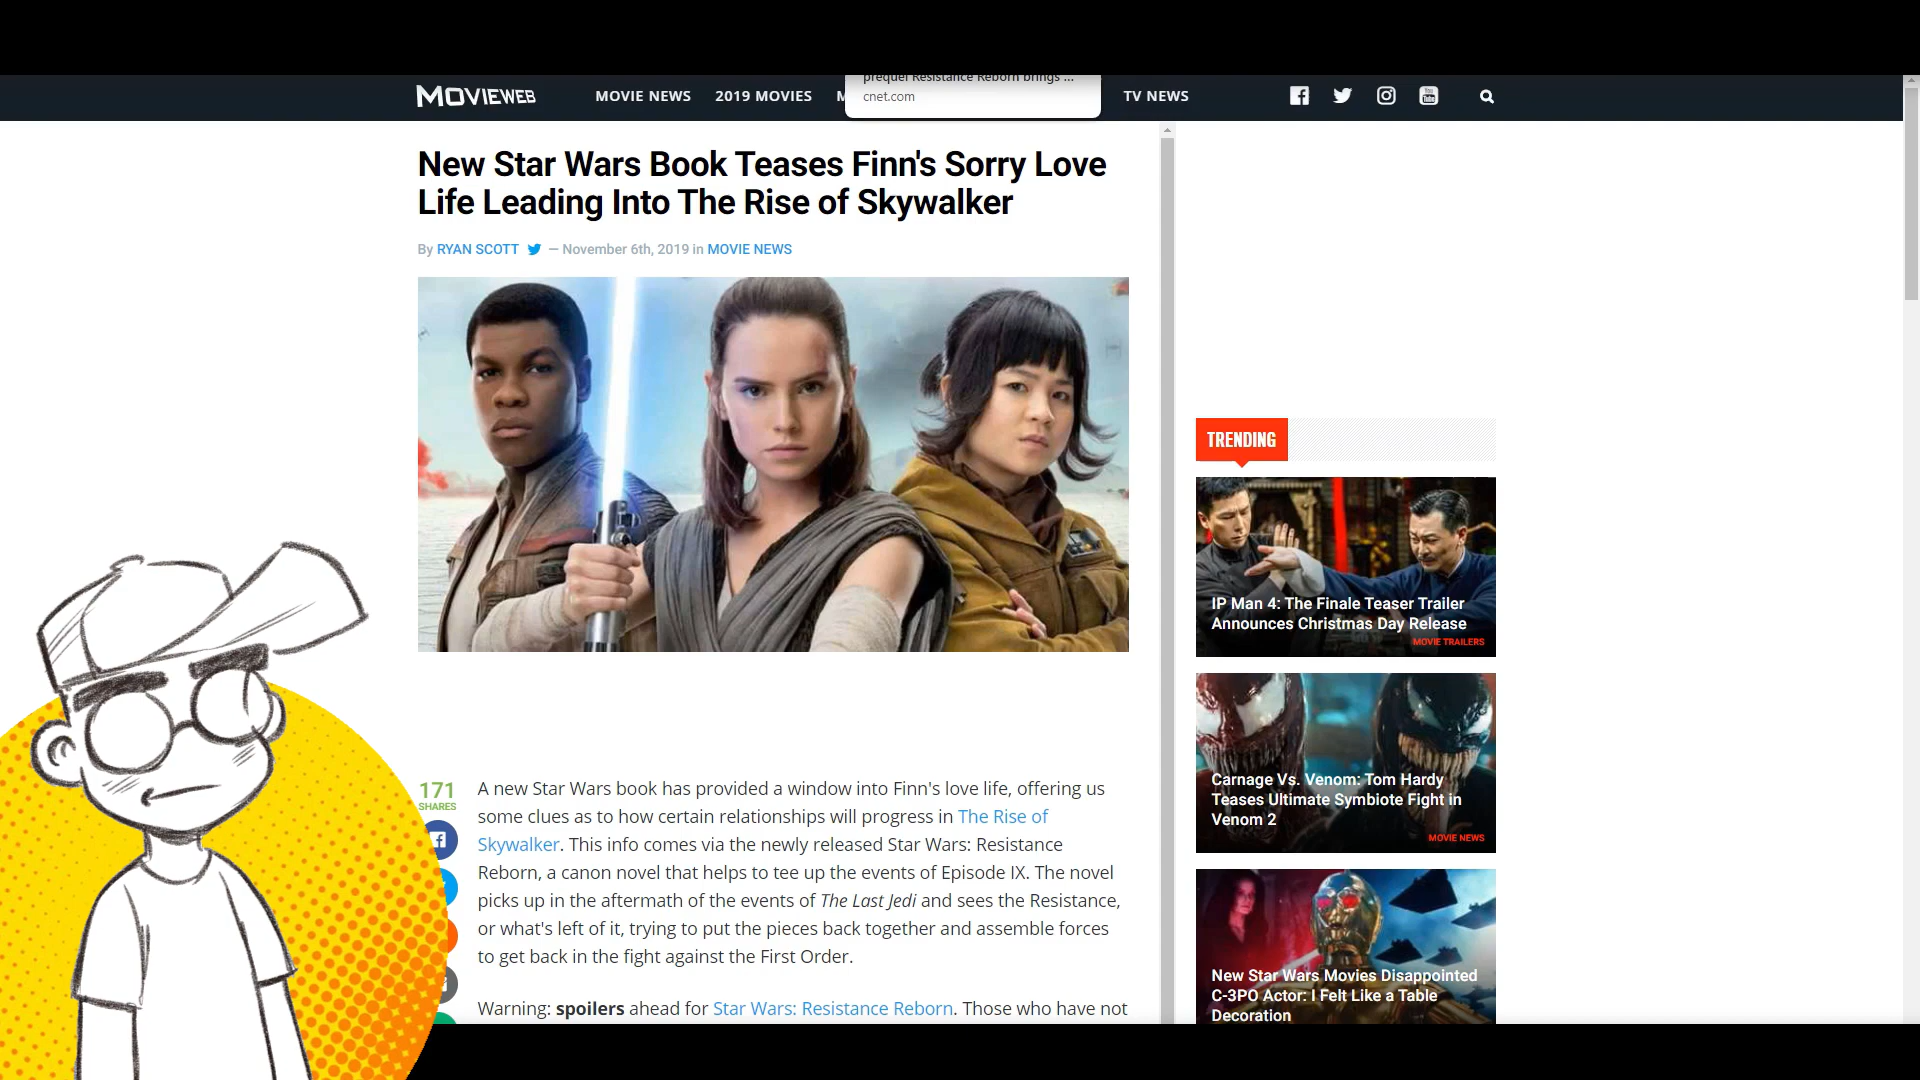 prequel Resistance Reborn brings ...
cnet.com
MOVIEWEB
MOVIE NEWS
2019 MOVIES
M
TV NEWS
You
Tube
New Star Wars Book Teases Finn's Sorry Love
Life Leading Into The Rise of Skywalker
By RYAN SCOTT — November 6th, 2019 in MOVIE NEWS
171
SHARES
A new Star Wars book has provided a window into Finn's love life, offering us
some clues as to how certain relationships will progress in The Rise of
Skywalker. This info comes via the newly released Star Wars: Resistance
Reborn, a canon novel that helps to tee up the events of Episode IX. The novel
picks up in the aftermath of the events of The Last Jedi and sees the Resistance,
or what's left of it, trying to put the pieces back together and assemble forces
to get back in the fight against the First Order.
Warning: spoilers ahead for Star Wars: Resistance Reborn. Those who have not
TRENDING
IP Man 4: The Finale Teaser Trailer
Announces Christmas Day Release
MOVIE TRAILERS
Carnage Vs. Venom: Tom Hardy
Teases Ultimate Symbiote Fight in
Venom 2
MOVIE NEWS
New Star Wars Movies Disappointed
C-3PO Actor: I Felt Like a Table
Decoration